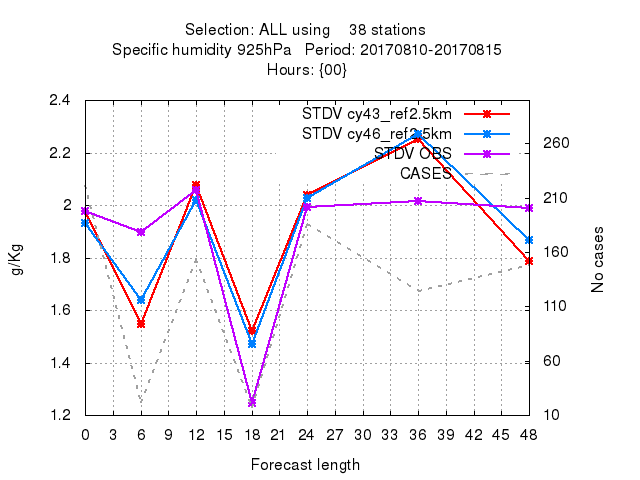 Selection: ALL using    38 stations
Specific humidity 925hPa   Period: 20170810-20170815
Hours: {00}
STDV cy43_ref2.5km
STDV cy46_ref2.5km
STDV OBS
CASES
2.4
2.2
2
1.8
1.6
1.4
1.2
g/Kg
260
210
160
110
60
10
No cases
0 3 6 9 12 15 18 21 24 27 30 33 36 39 42 45 48
Forecast length